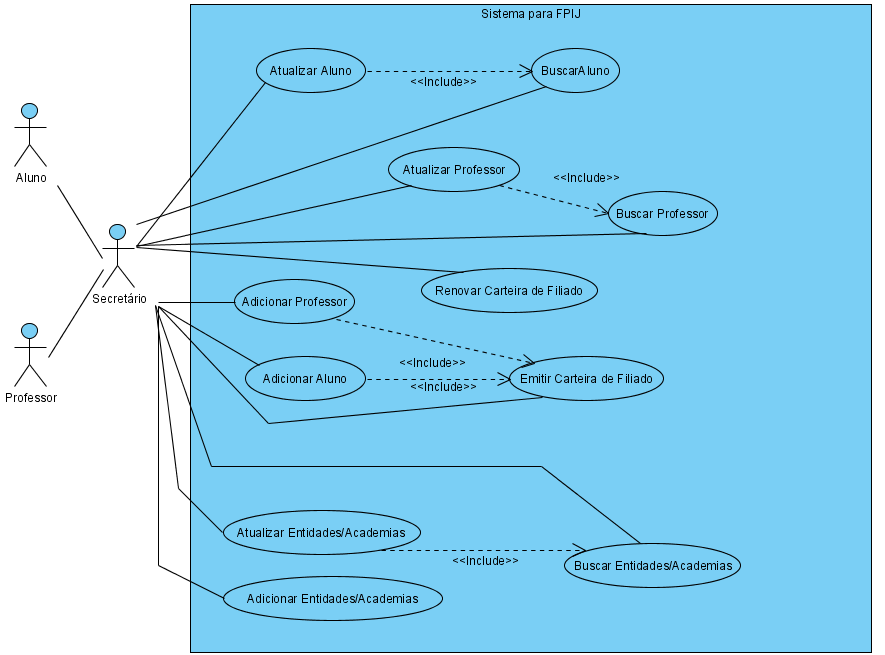 Sistema para FPIJ
Atualizar Aluno
BuscarAluno
<<Include>>
Atualizar Professor
<<Include>>
Aluno
Buscar Professor
Secretário
Renovar Carteira de Filiado
Adicionar Professor
<<Include>>
Adicionar Aluno
Emitir Carteira de Filiado
<<Include>>
Professor
Atualizar Entidades/Academias
<<Include>>
Buscar Entidades/Academias
Adicionar Entidades/Academias